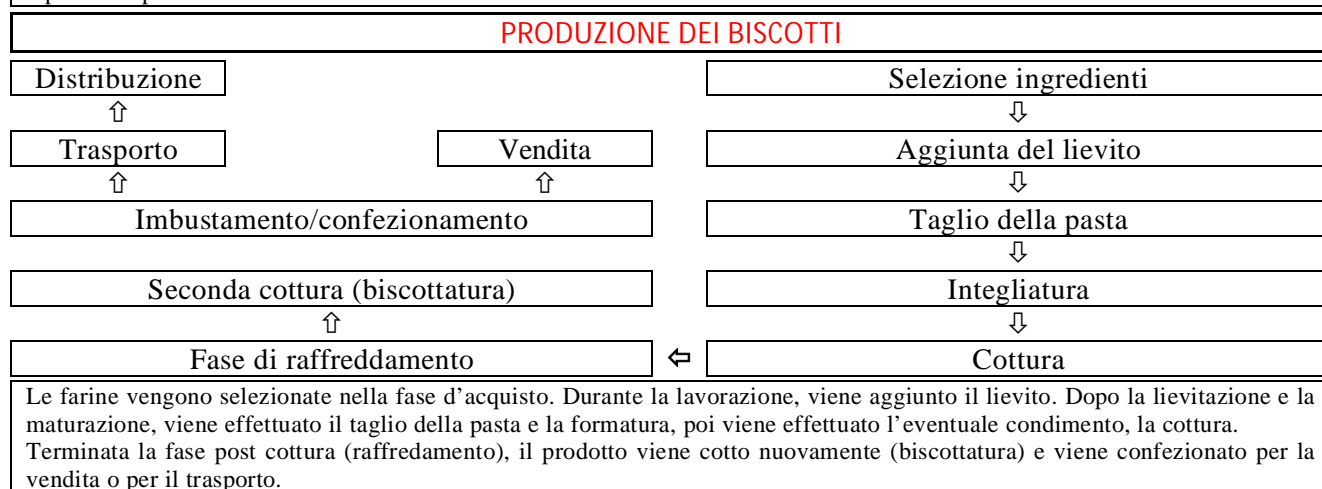 PRODUZIONE DEI BISCOTTI
Distribuzione
Selezione ingredienti
⇧
⇩
Trasporto
Vendita
Aggiunta del lievito
⇧
⇧
⇩
Imbustamento/confezionamento
Taglio della pasta
⇩
Seconda cottura (biscottatura)
Integliatura
⇧
⇩
Fase di raffreddamento
⇦
Cottura
Le farine vengono selezionate nella fase d’acquisto. Durante la lavorazione, viene aggiunto il lievito. Dopo la lievitazione e la
maturazione, viene effettuato il taglio della pasta e la formatura, poi viene effettuato l’eventuale condimento, la cottura.
Terminata la fase post cottura (raffredamento), il prodotto viene cotto nuovamente (biscottatura) e viene confezionato per la
vendita o per il trasporto.